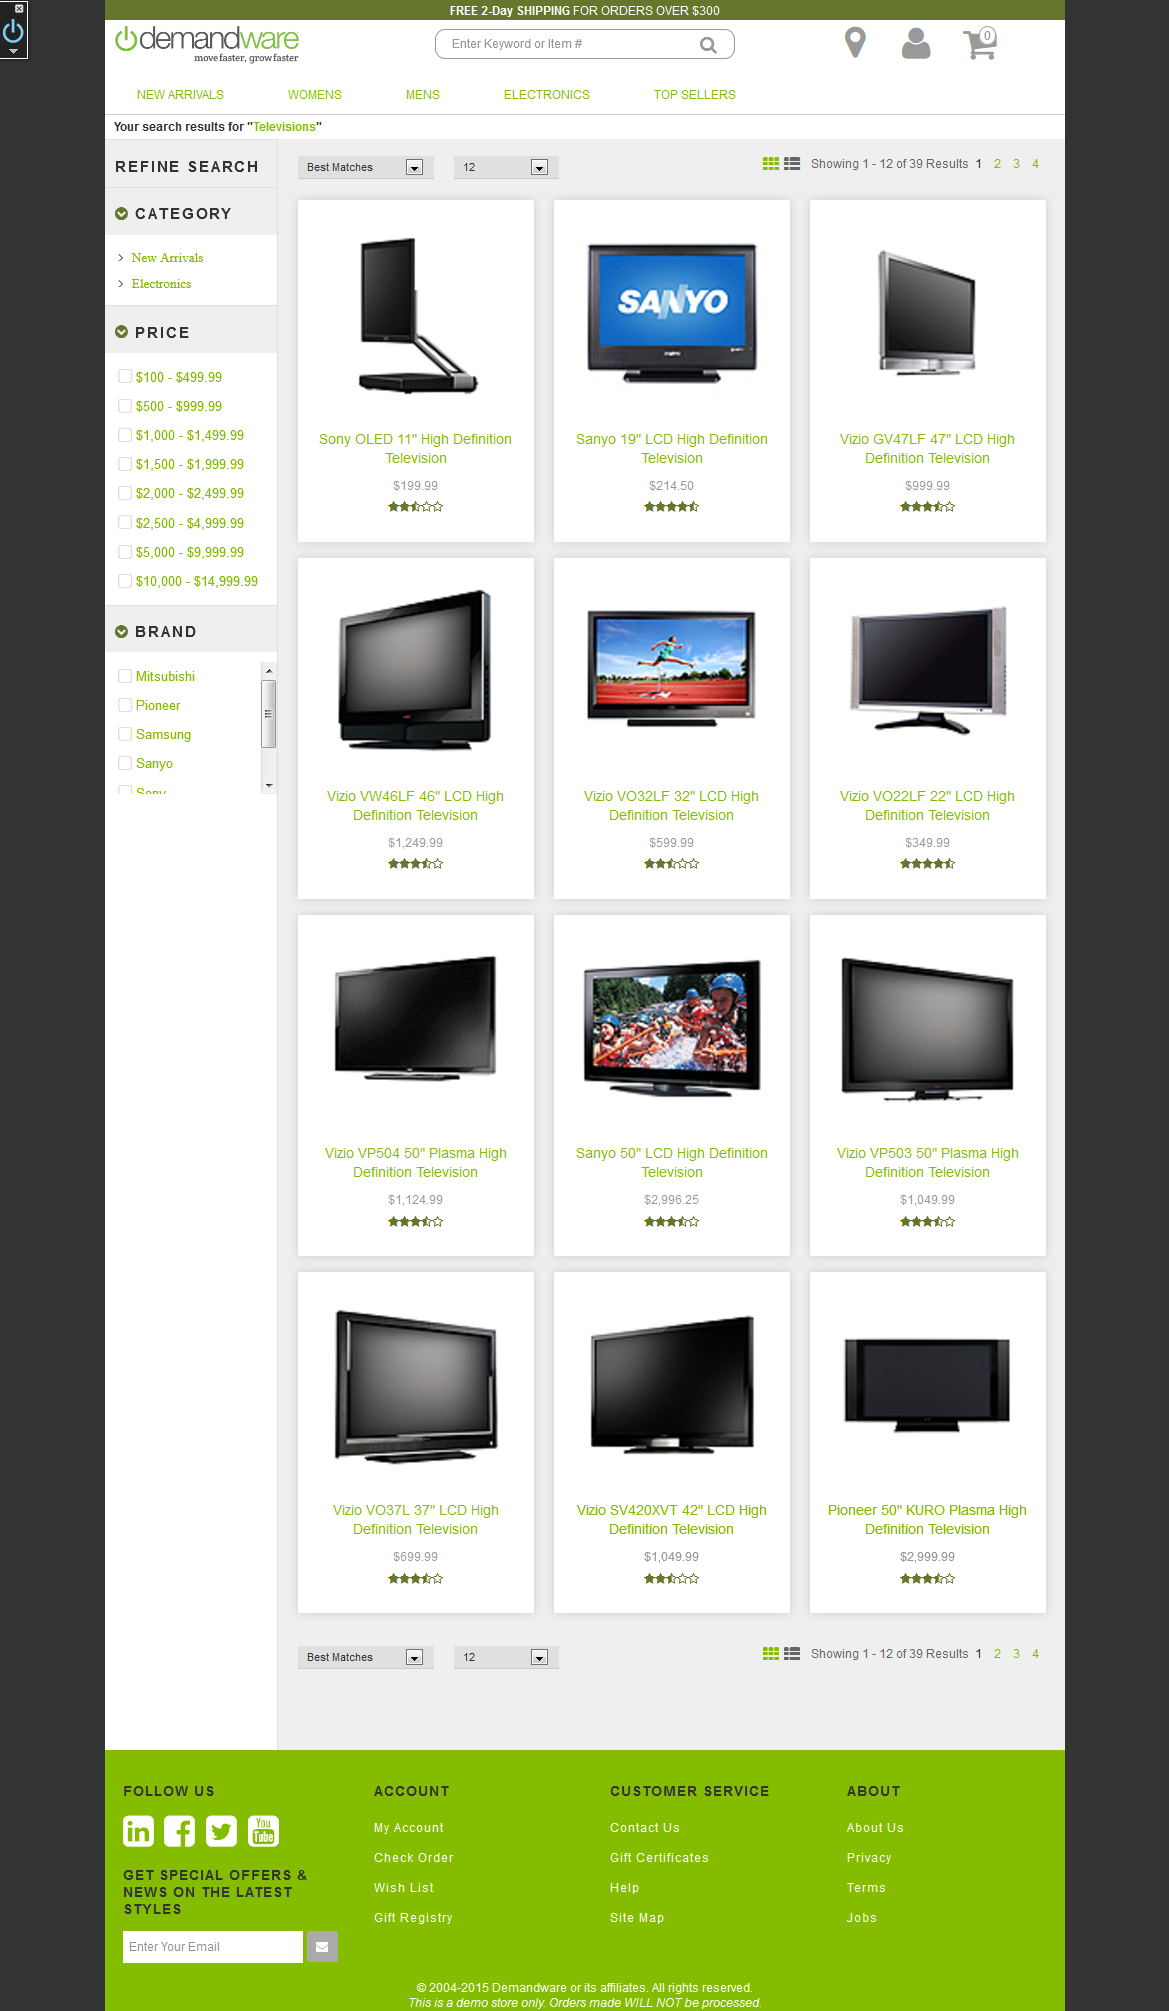 FREE 2-Day SHIPPING FOR ORDERS OVER $300
demandware
move faster, grow faster
Enter Keyword or Item #
0
NEW ARRIVALS WOMENS MENS ELECTRONICS TOP SELLERS
Your search results for "Televisions"
REFINE SEARCH
CATEGORY
New Arrivals
Electronics
PRICE
$100 - $499.99
$500 - $999.99
$1,000 - $1,499.99
$1,500 - $1,999.99
$2,000 - $2,499.99
$2,500 - $4,999.99
$5,000 - $9,999.99
$10,000 - $14,999.99
BRAND
Mitsubishi
Pioneer
Samsung
Sanyo
Sony
Best Matches 12 Showing 1 - 12 of 39 Results 1 2 3 4
SANYO
Sony OLED 11" High Definition
Television
$199.99
Sanyo 19" LCD High Definition
Television
$214.50
Vizio GV47LF 47" LCD High
Definition Television
$999.99
Vizio VW46LF 46" LCD High
Definition Television
$1,249.99
Vizio VO32LF 32" LCD High
Definition Television
$599.99
Vizio VO22LF 22" LCD High
Definition Television
$349.99
Vizio VP504 50" Plasma High
Definition Television
$1,124.99
Sanyo 50" LCD High Definition
Television
$2,996.25
Vizio VP503 50" Plasma High
Definition Television
$1,049.99
Vizio VO37L 37" LCD High
Definition Television
$699.99
Vizio SV420XVT 42" LCD High
Definition Television
$1,049.99
Pioneer 50" KURO Plasma High
Definition Television
$2,999.99
Best Matches 12 Showing 1 - 12 of 39 Results 1 2 3 4
FOLLOW US
in
You
Tube
GET SPECIAL OFFERS &
NEWS ON THE LATEST
STYLES
Enter Your Email
ACCOUNT
My Account
Check Order
Wish List
Gift Registry
CUSTOMER SERVICE
Contact Us
Gift Certificates
Help
Site Map
ABOUT
About Us
Privacy
Terms
Jobs
© 2004-2015 Demandware or its affiliates. All rights reserved.
This is a demo store only. Orders made WILL NOT be processed.